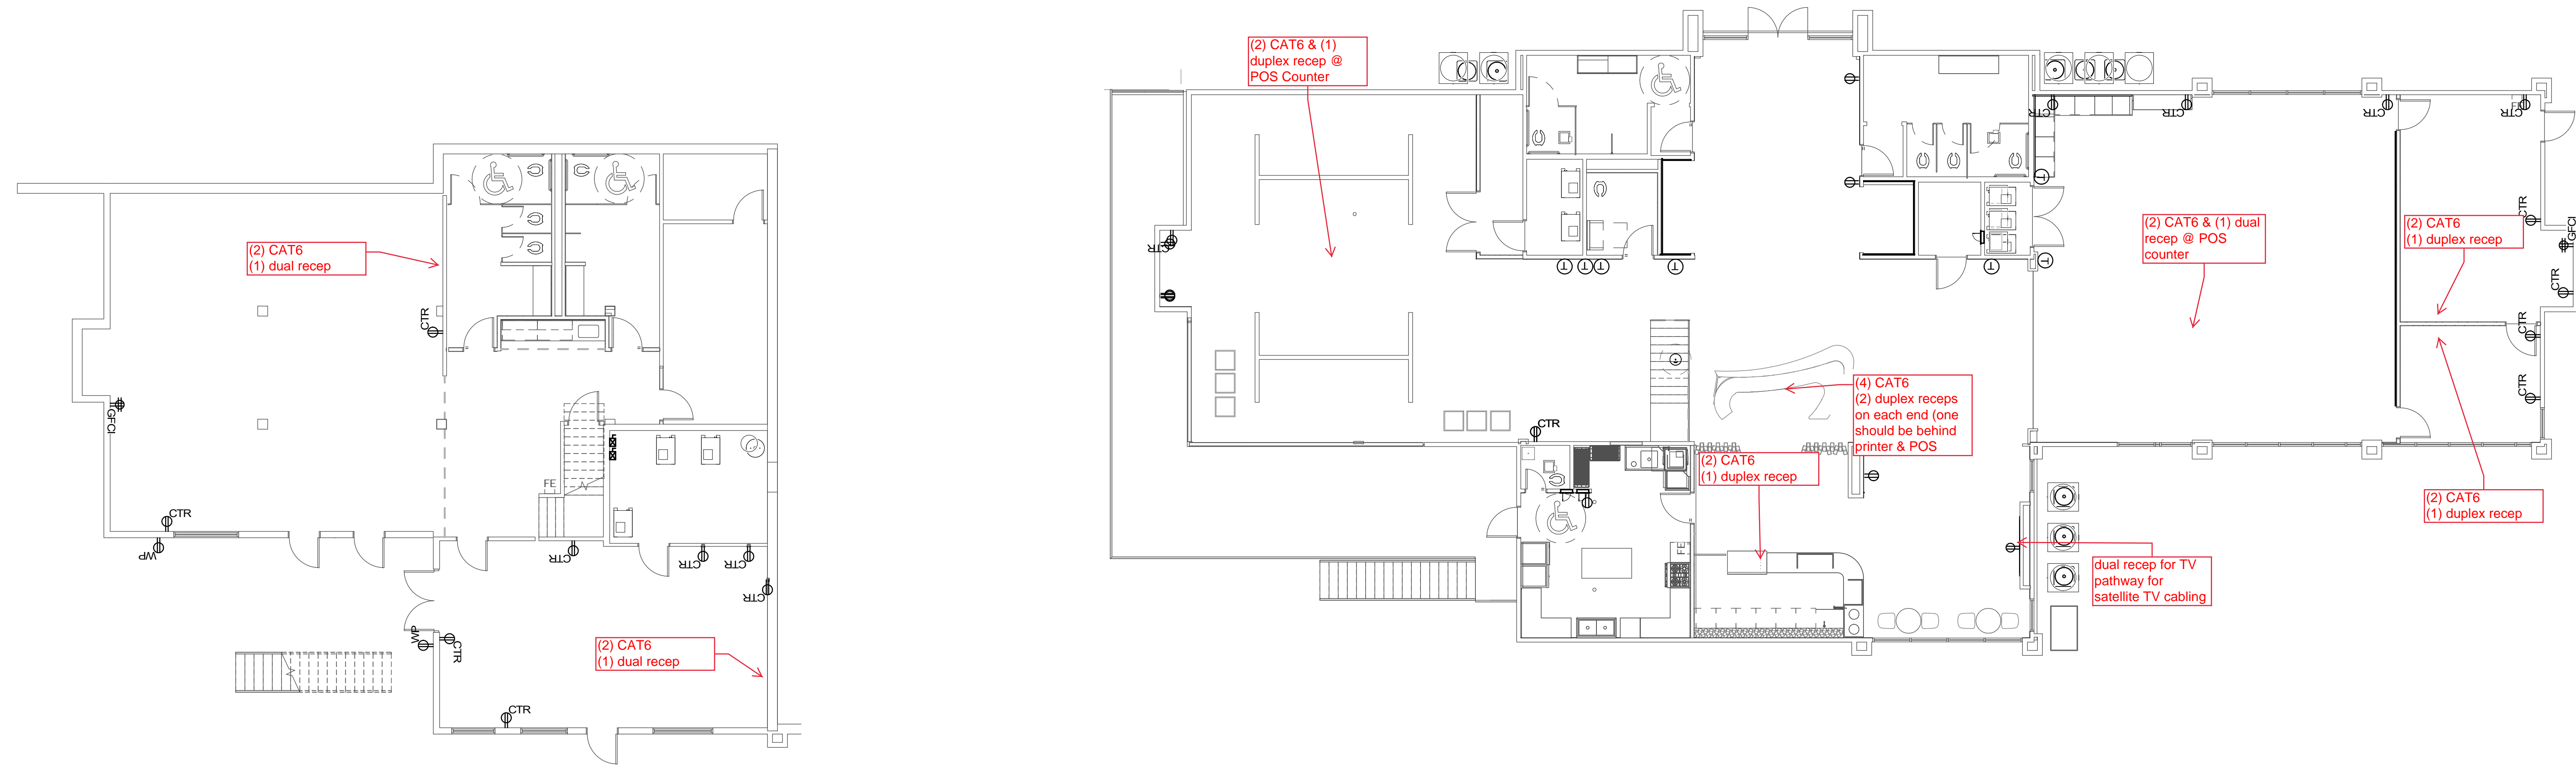 (2) CAT6
(1) dual recep
CTR
GFCI
CTR
WP
FE
CTR
CTR
CTR
CTR
WP
CTR
(2) CAT6
(1) dual recep
CTR
(2) CAT6 & (1)
duplex recep @
POS Counter
CTR
T
T
T
T
T
T
T
CTR
CTR
CTR
FE
CTR
CTR
GFCI
CTR
CTR
CTR
(2) CAT6 & (1) dual
recep @ POS
counter
(2) CAT6
(1) duplex recep
(4) CAT6
(2) duplex receps
on each end (one
should be behind
printer & POS
CTR
(2) CAT6
(1) duplex recep
FE
(2) CAT6
(1) duplex recep
dual recep for TV
pathway for
satellite TV cabling